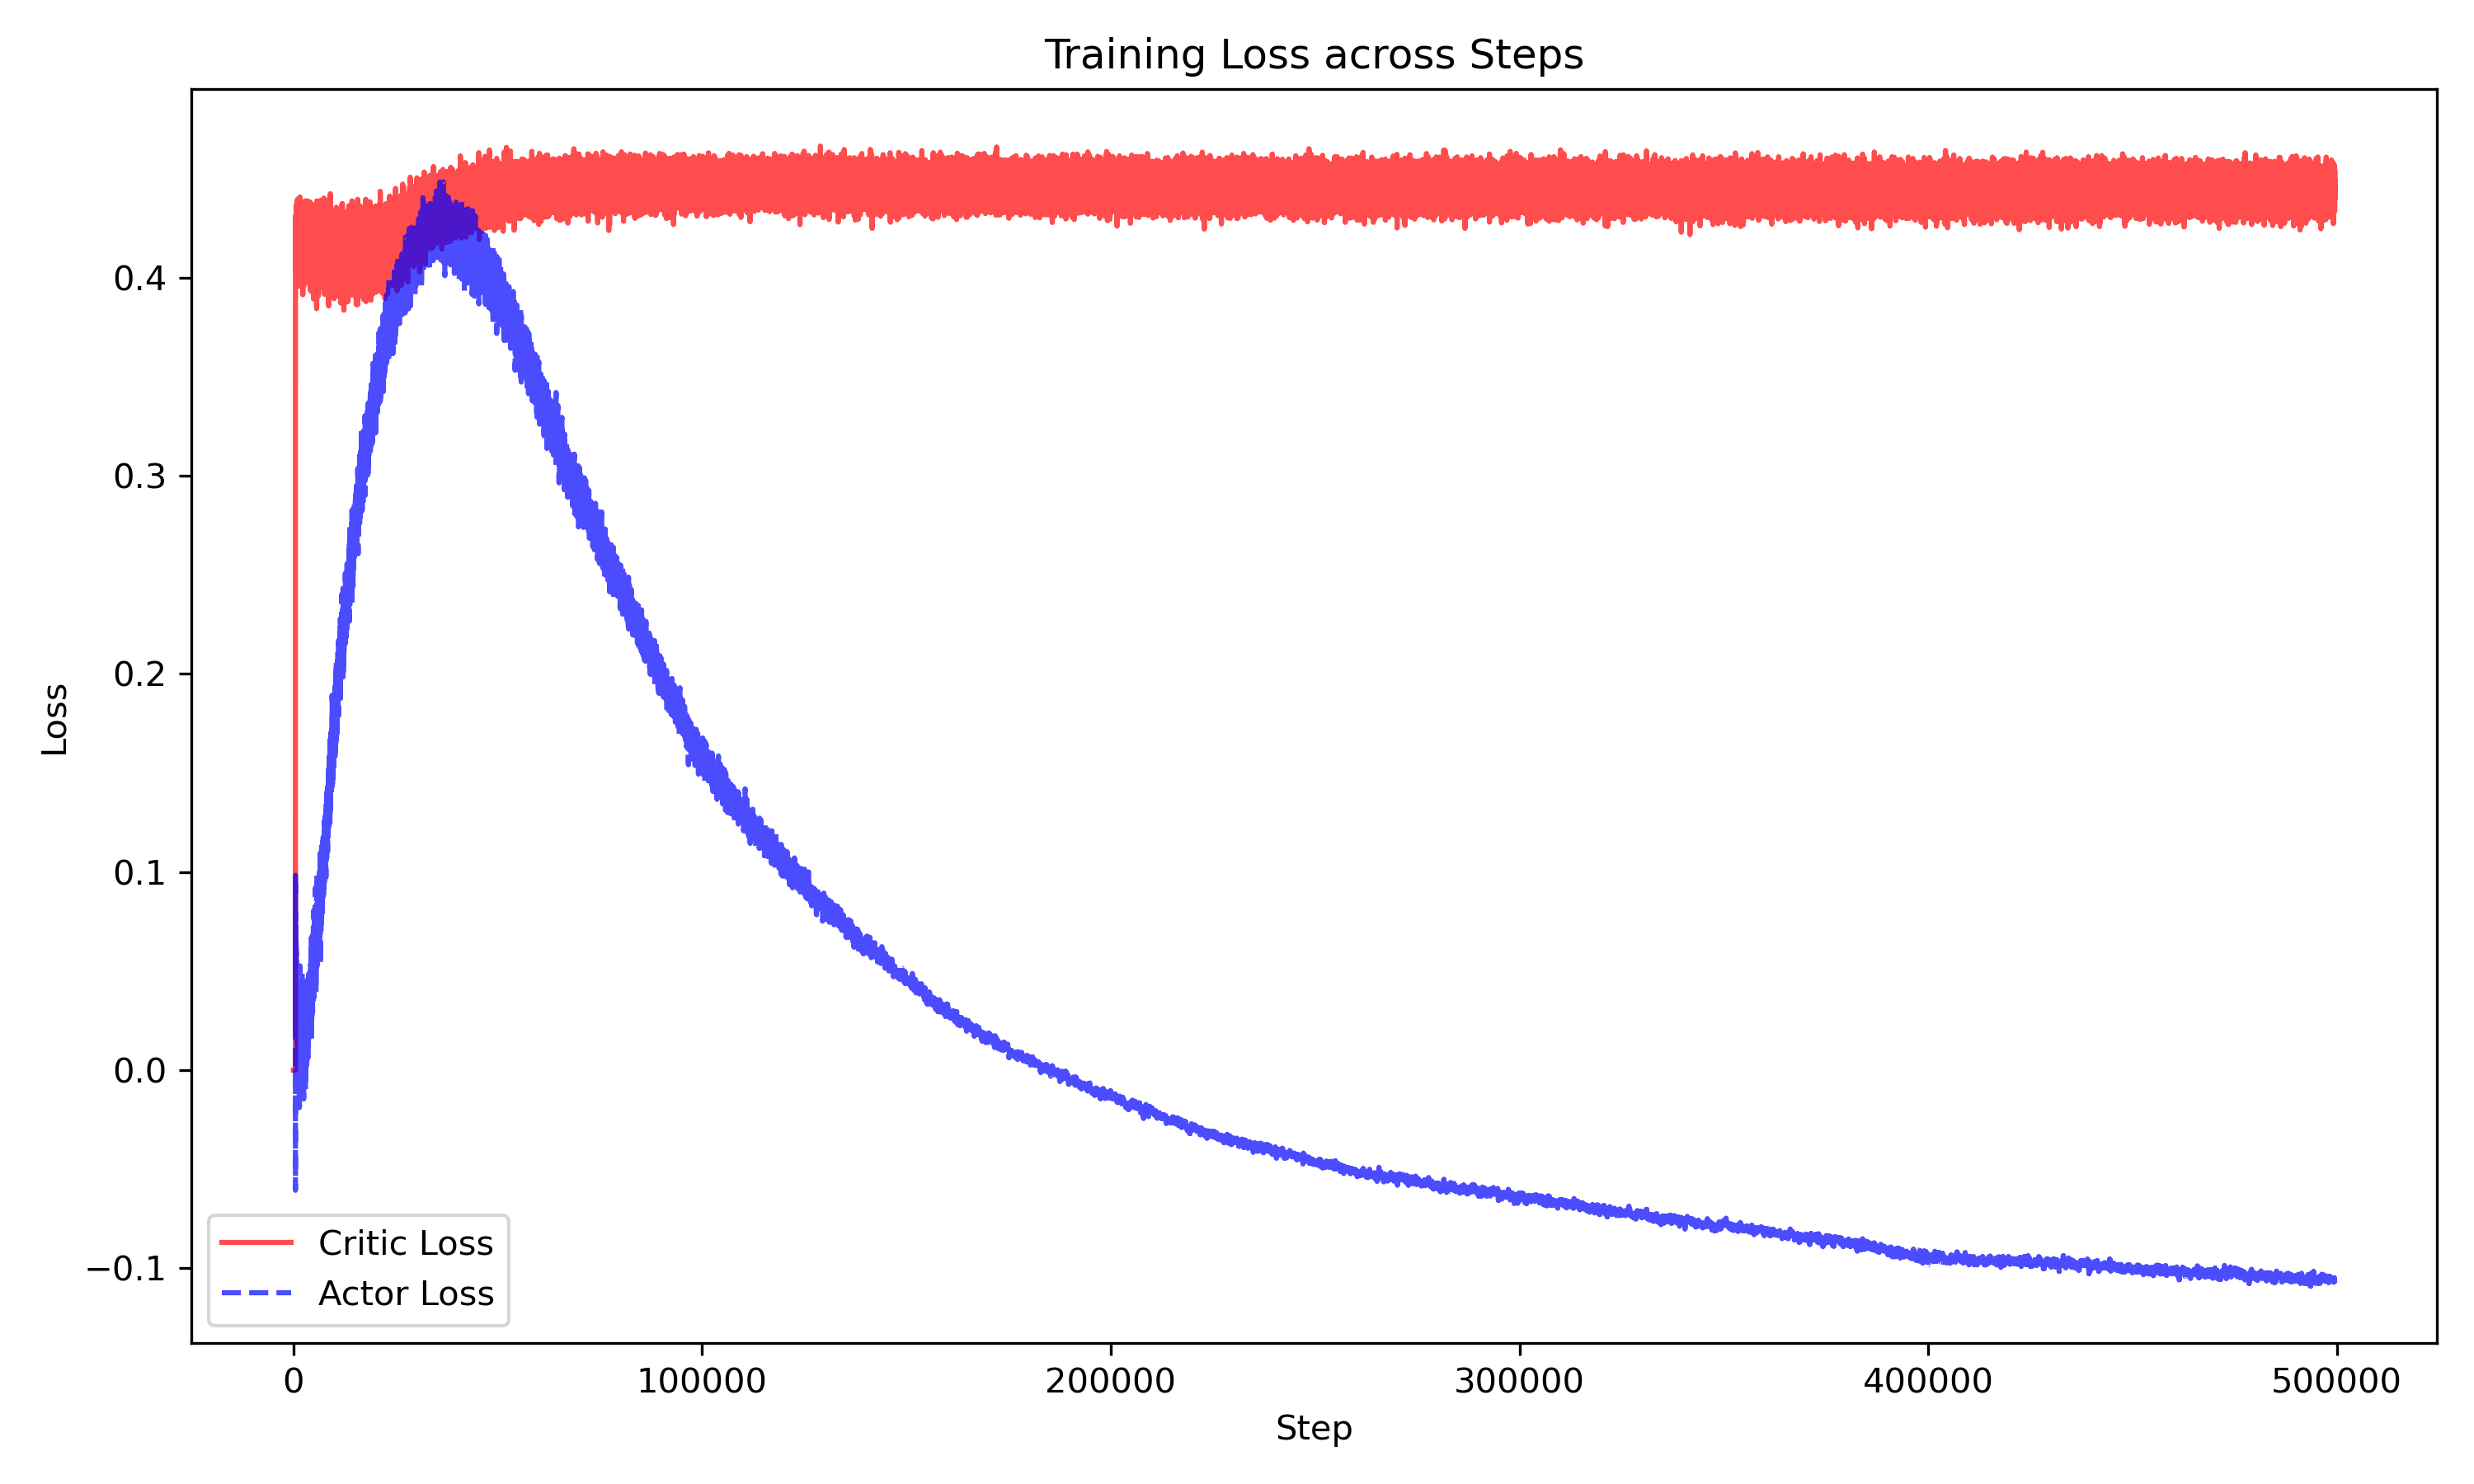 Training Loss across Steps
Loss
0.4
0.3
0.2
0.1
0.0
−0.1
Critic Loss
Actor Loss
0 100000 200000 300000 400000 500000
Step